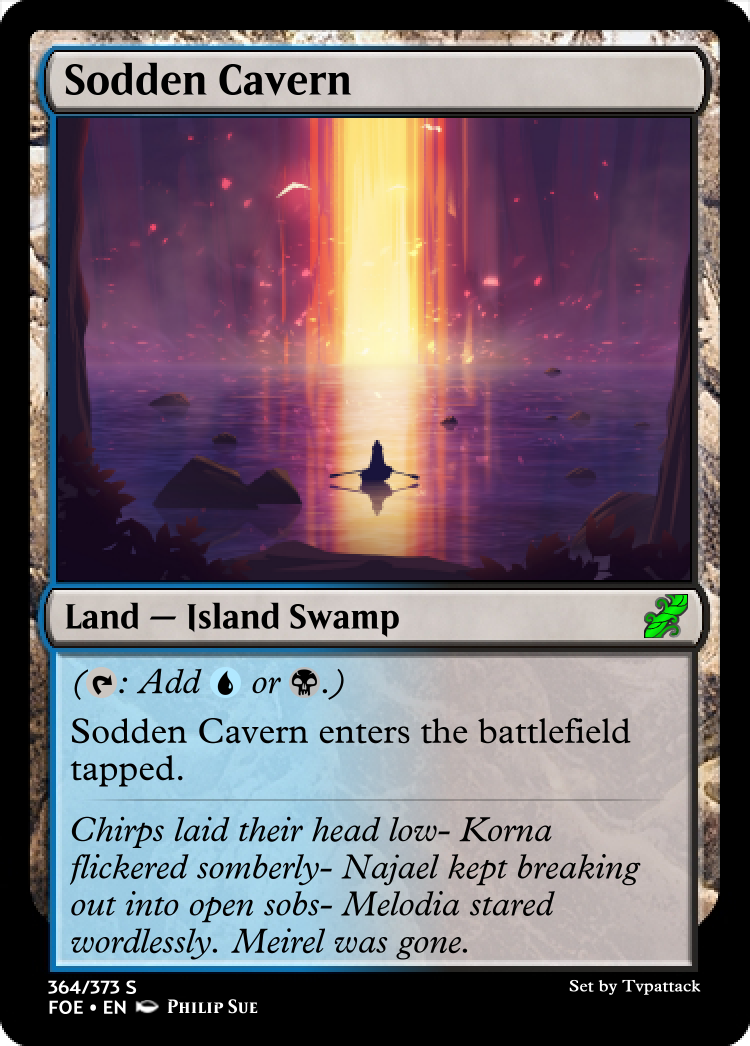 Sodden Cavern
Land — Island Swamp
(: Add or .)
Sodden Cavern enters the battlefield
tapped.
Chirps laid their head low- Korna
flickered somberly- Najael kept breaking
out into open sobs- Melodia stared
wordlessly. Meirel was gone.
364/373 S
Set by Tvpattack
FOE • EN Philip Sue